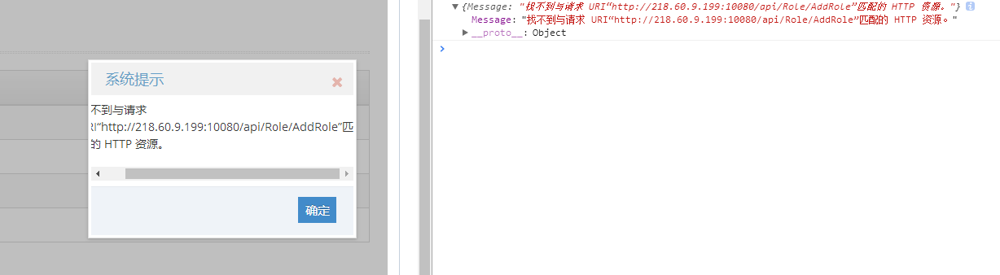 系统提示
不到与请求
RI“http://218.60.9.199:10080/api/Role/AddRole”匹
的 HTTP 资源。
确定
{Message: "找不到与请求 URI“http://218.60.9.199:10080/api/Role/AddRole”匹配的 HTTP 资源。"}
Message: "找不到与请求 URI“http://218.60.9.199:10080/api/Role/AddRole”匹配的 HTTP 资源。"
__proto__: Object